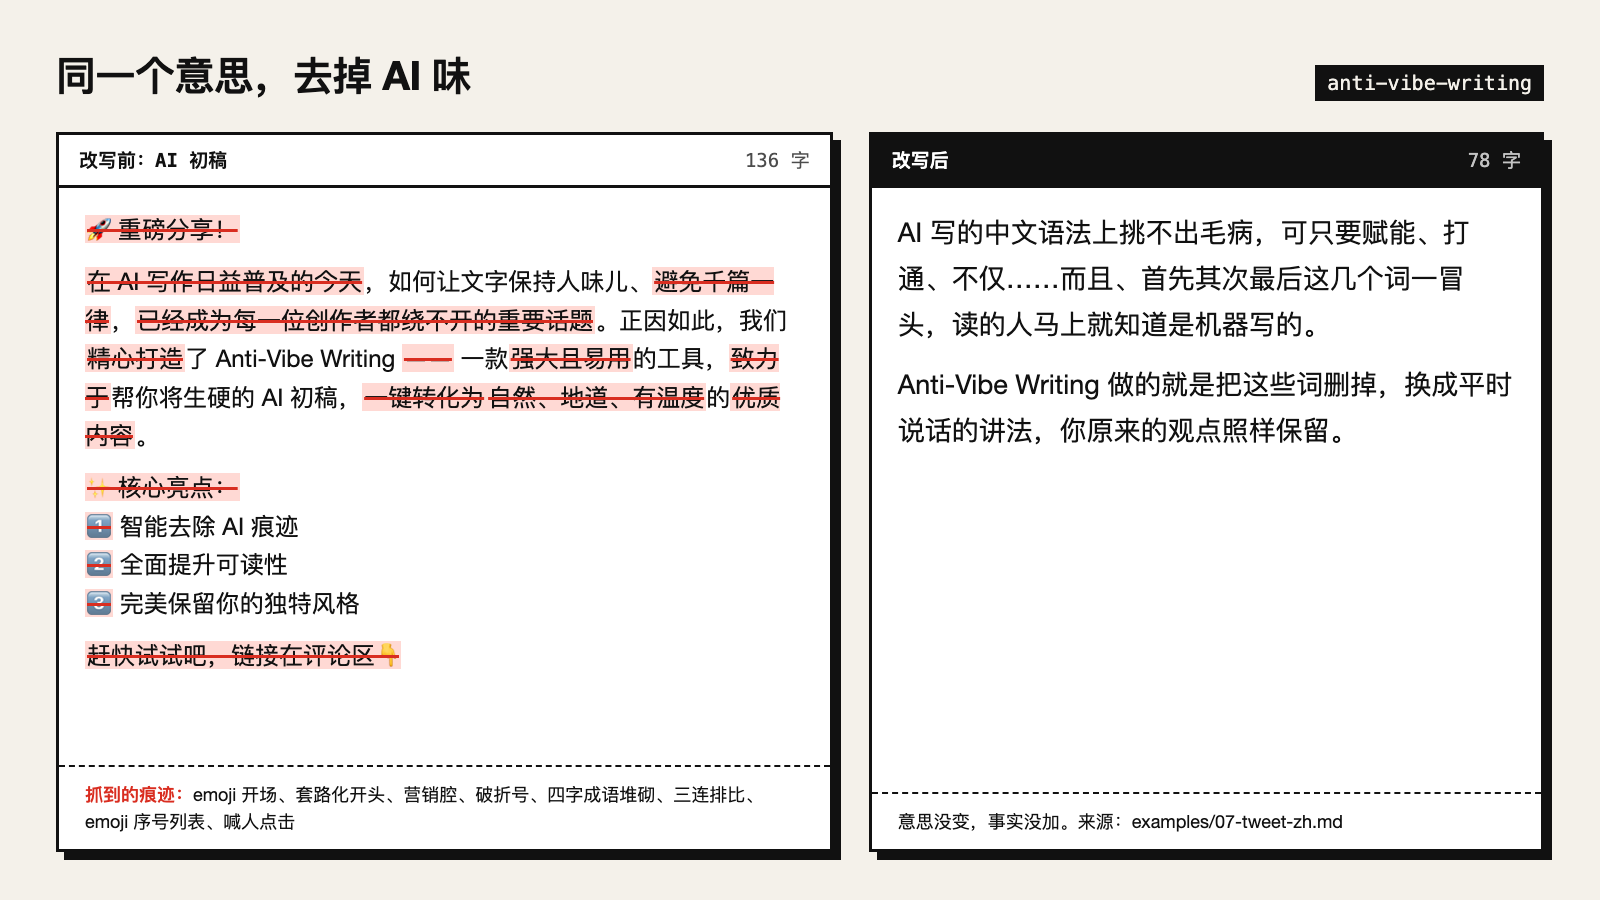 同一个意思，去掉 AI 味
anti-vibe-writing
改写前：AI 初稿
136 字
🚀 重磅分享！
在 AI 写作日益普及的今天，如何让文字保持人味儿、避免千篇一
律，已经成为每一位创作者都绕不开的重要话题。正因如此，我们
精心打造了 Anti-Vibe Writing —— 一款强大且易用的工具，致力
于帮你将生硬的 AI 初稿，一键转化为自然、地道、有温度的优质
内容。
✨ 核心亮点：
1️⃣ 智能去除 AI 痕迹
2️⃣ 全面提升可读性
3️⃣ 完美保留你的独特风格
赶快试试吧，链接在评论区👇
抓到的痕迹：emoji 开场、套路化开头、营销腔、破折号、四字成语堆砌、三连排比、
emoji 序号列表、喊人点击
改写后
78 字
AI 写的中文语法上挑不出毛病，可只要赋能、打
通、不仅……而且、首先其次最后这几个词一冒
头，读的人马上就知道是机器写的。
Anti-Vibe Writing 做的就是把这些词删掉，换成平时
说话的讲法，你原来的观点照样保留。
意思没变，事实没加。来源：examples/07-tweet-zh.md